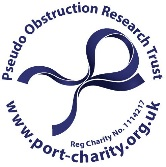 Pseudo Obstruction Research Trust
Reg Charity No. 1114217
www.port-charity.org.uk